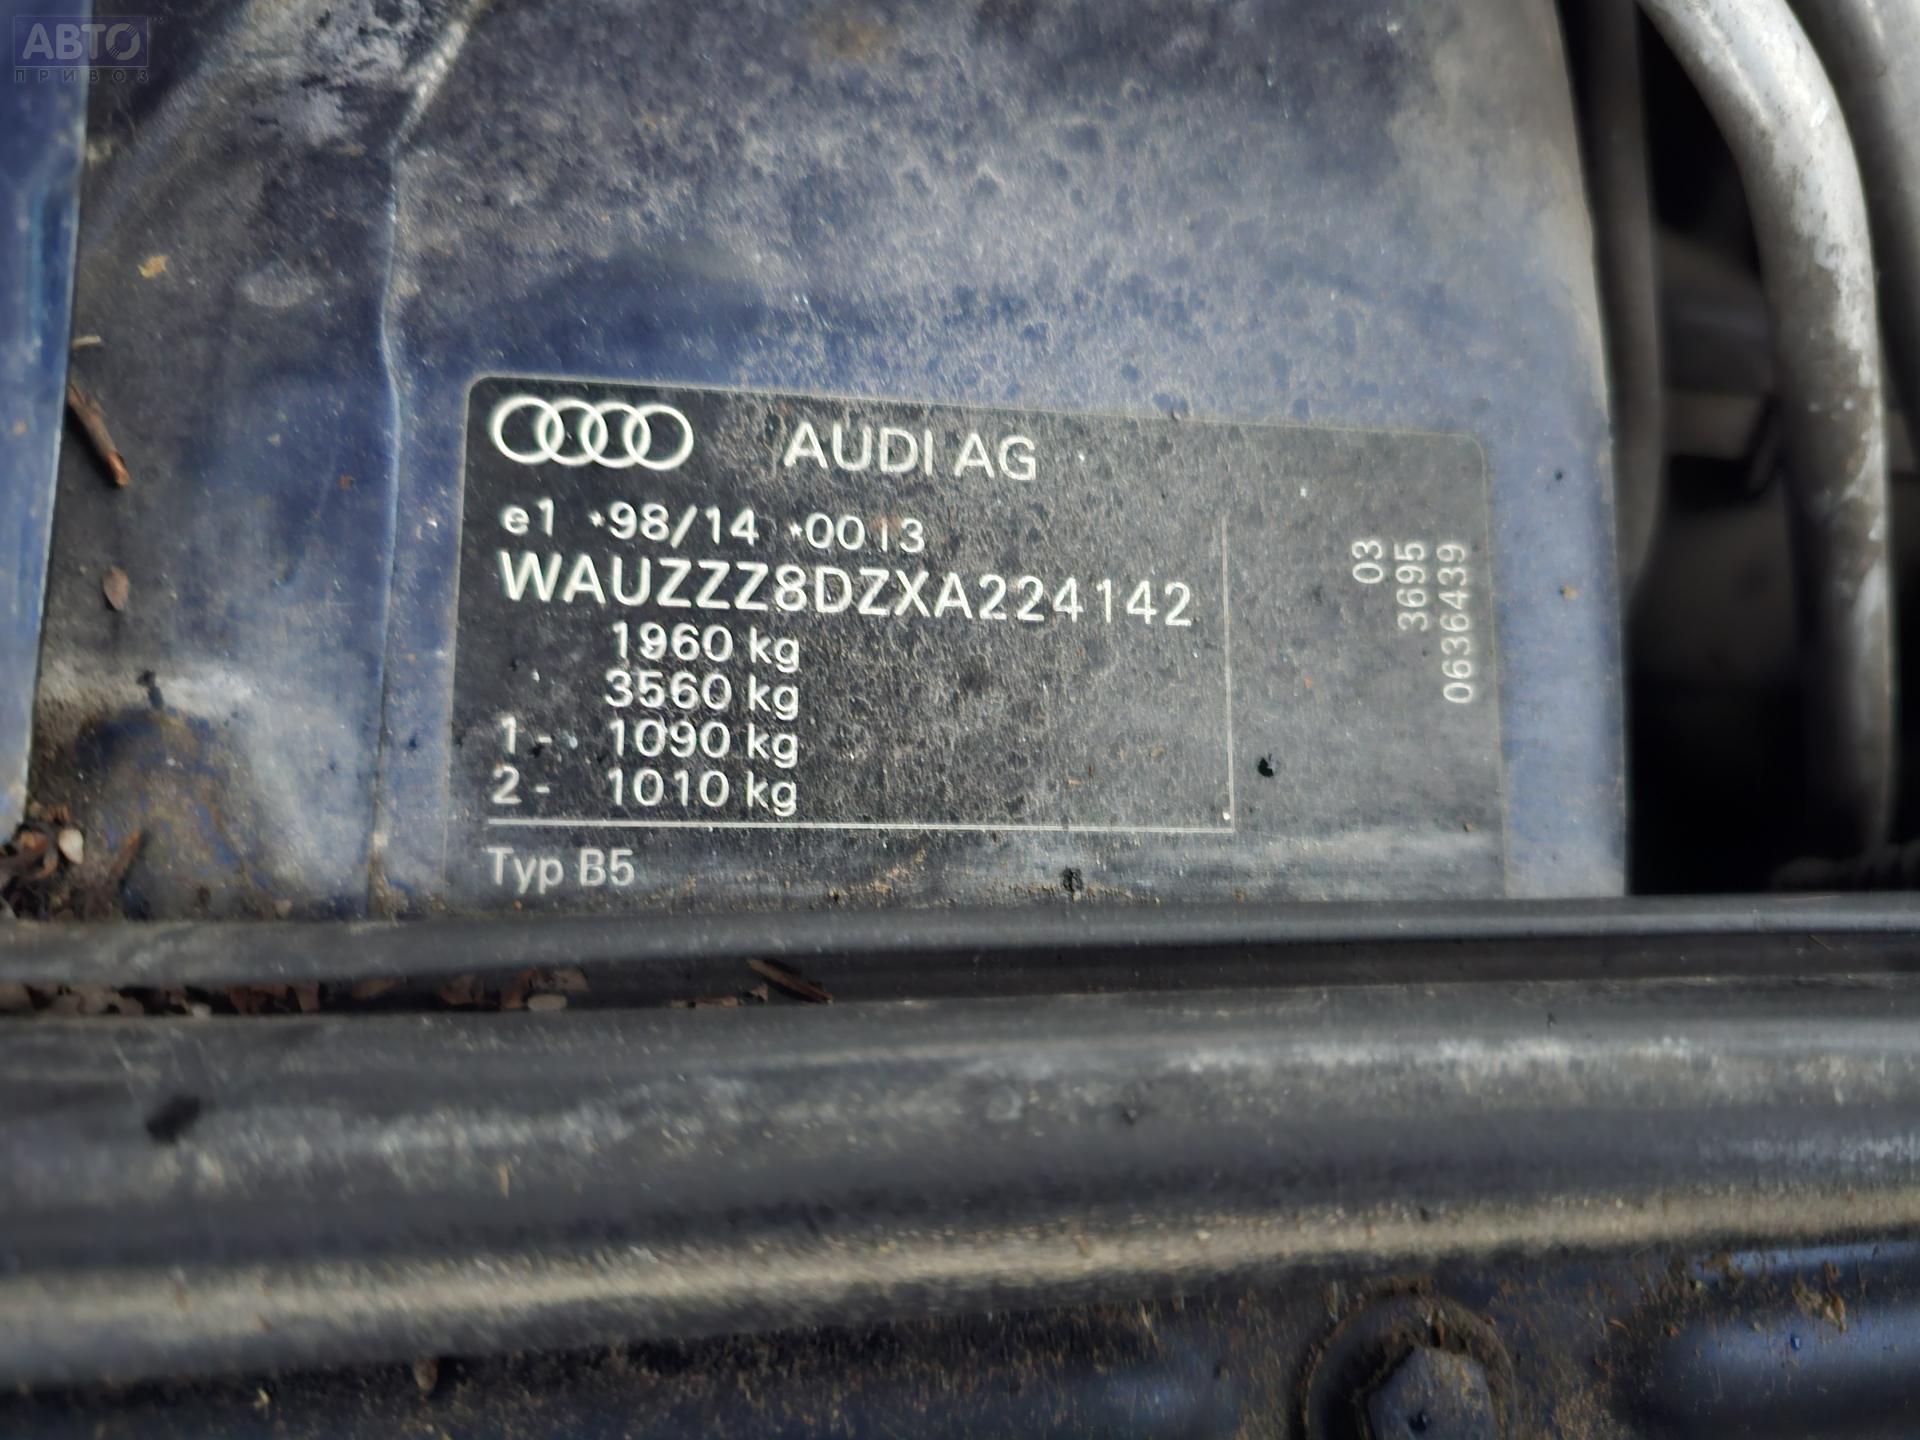 АВТО
ПРИВОЗ
AUDI AG
e1 *98/14 *0013
WAUZZZ8DZXA224142
1960 kg
3560 kg
1- 1090 kg
2- 1010 kg
Typ B5
03
3695
0636439